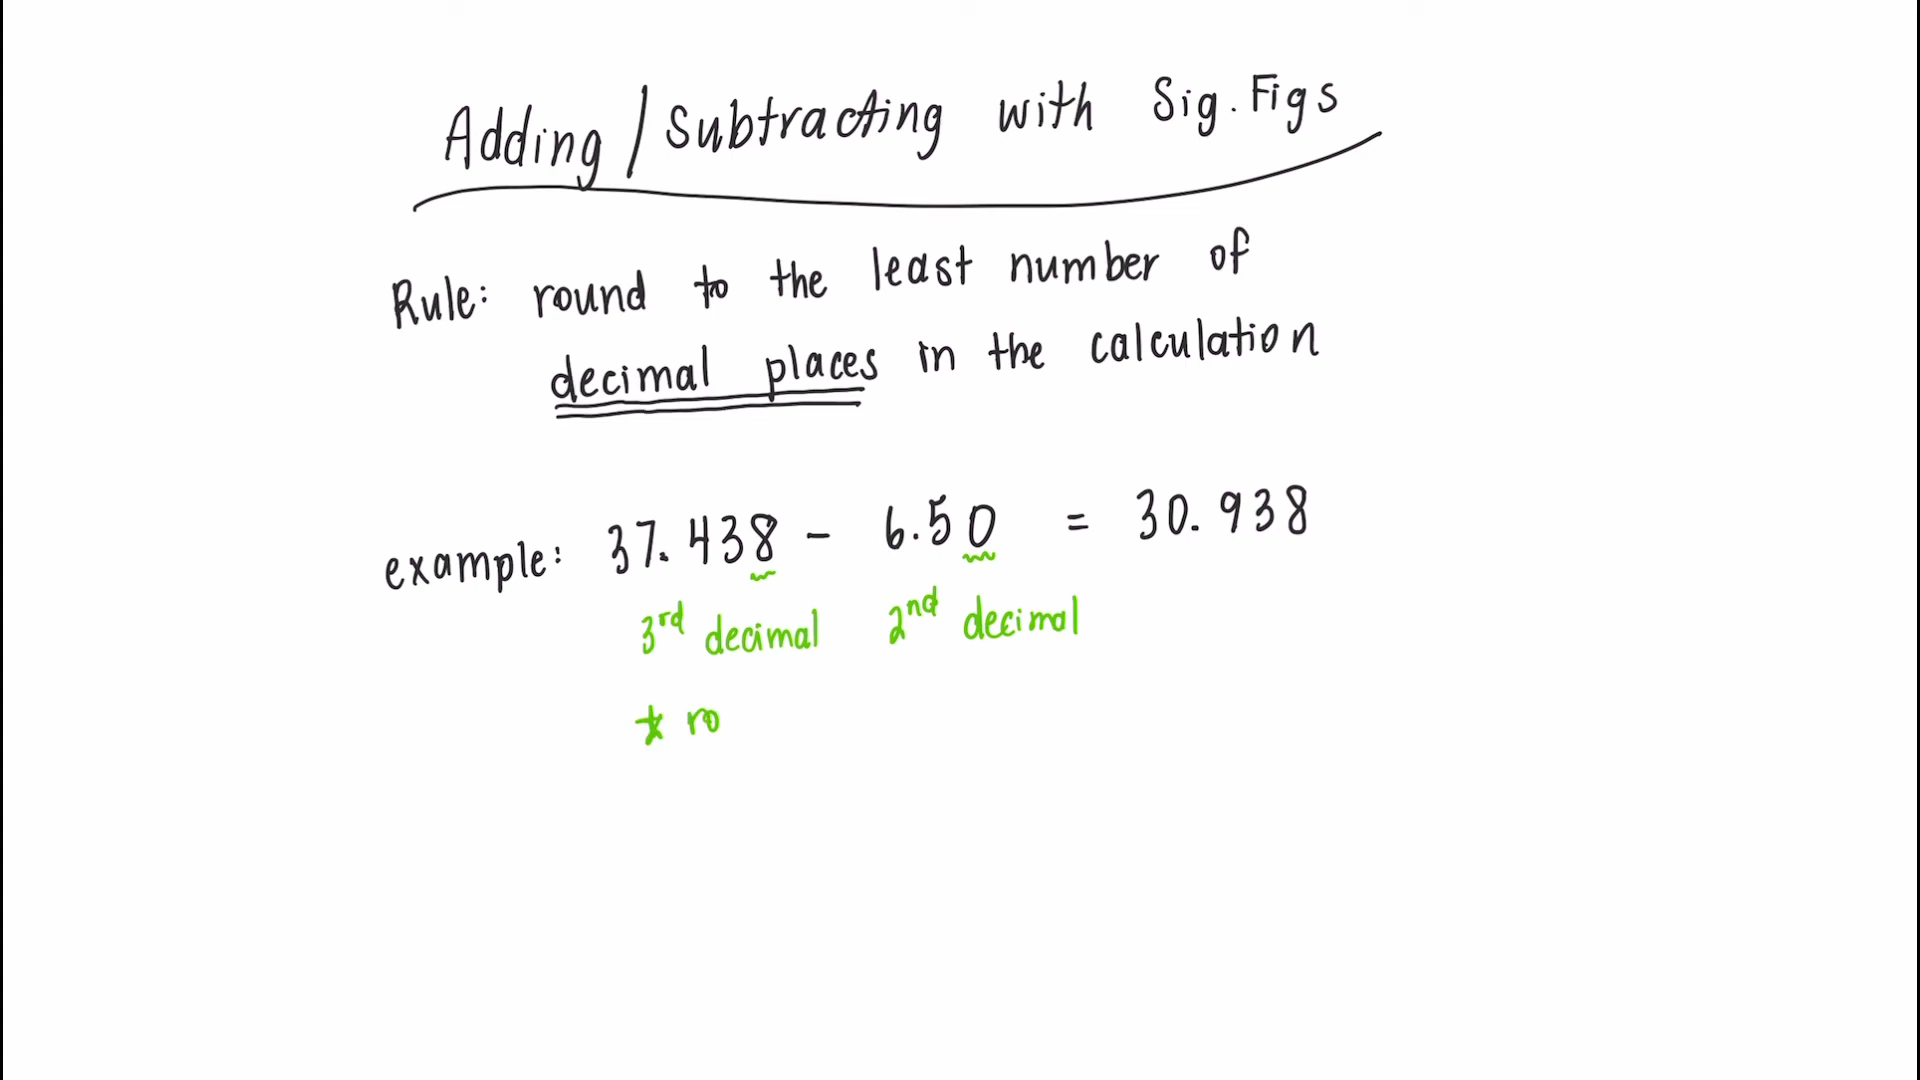 Adding/Subtracting with Sig. Figs
Rule: round to the least number of
decimal places in the calculation
example: 37.438 - 6.50 = 30.938
3rd decimal 2nd decimal
* ro